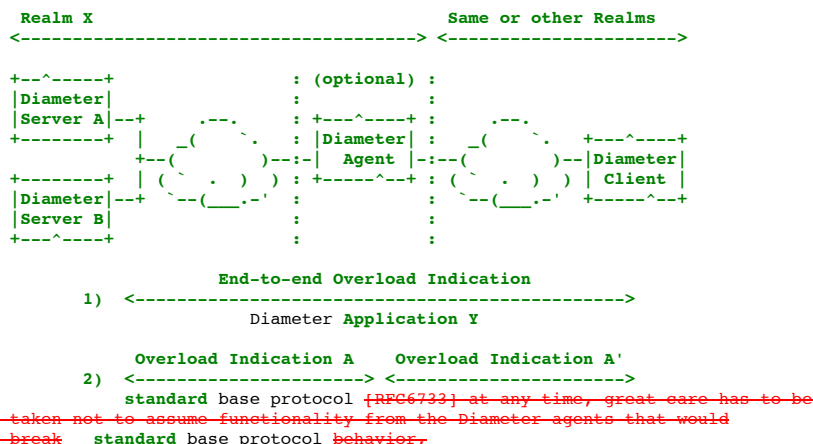 Realm X                                  Same or other Realms
<---------------------------------------> <---------------------->

+--^-----+                 : (optional) :
|Diameter|                 :            :
|Server A|--+     .--.     : +---^----+ :     .--.
+--------+  |   _(    `.   : |Diameter| :   _(    `.   +---^----+
            +--(        )--:-|  Agent |-:--(        )--|Diameter|
+--------+  | ( `  .  )  ) : +-----^--+ : ( `  .  )  ) | Client |
|Diameter|--+  `--(___.-'  :            :  `--(___.-'  +-----^--+
|Server B|                 :            :
+---^----+                 :            :

                    End-to-end Overload Indication
       1)  <----------------------------------------------->
                       Diameter Application Y

            Overload Indication A    Overload Indication A'
       2)  <----------------------> <----------------------->
           standard base protocol [RFC6733] at any time, great care has to be
taken not to assume functionality from the Diameter agents that would
break   standard base protocol behavior.